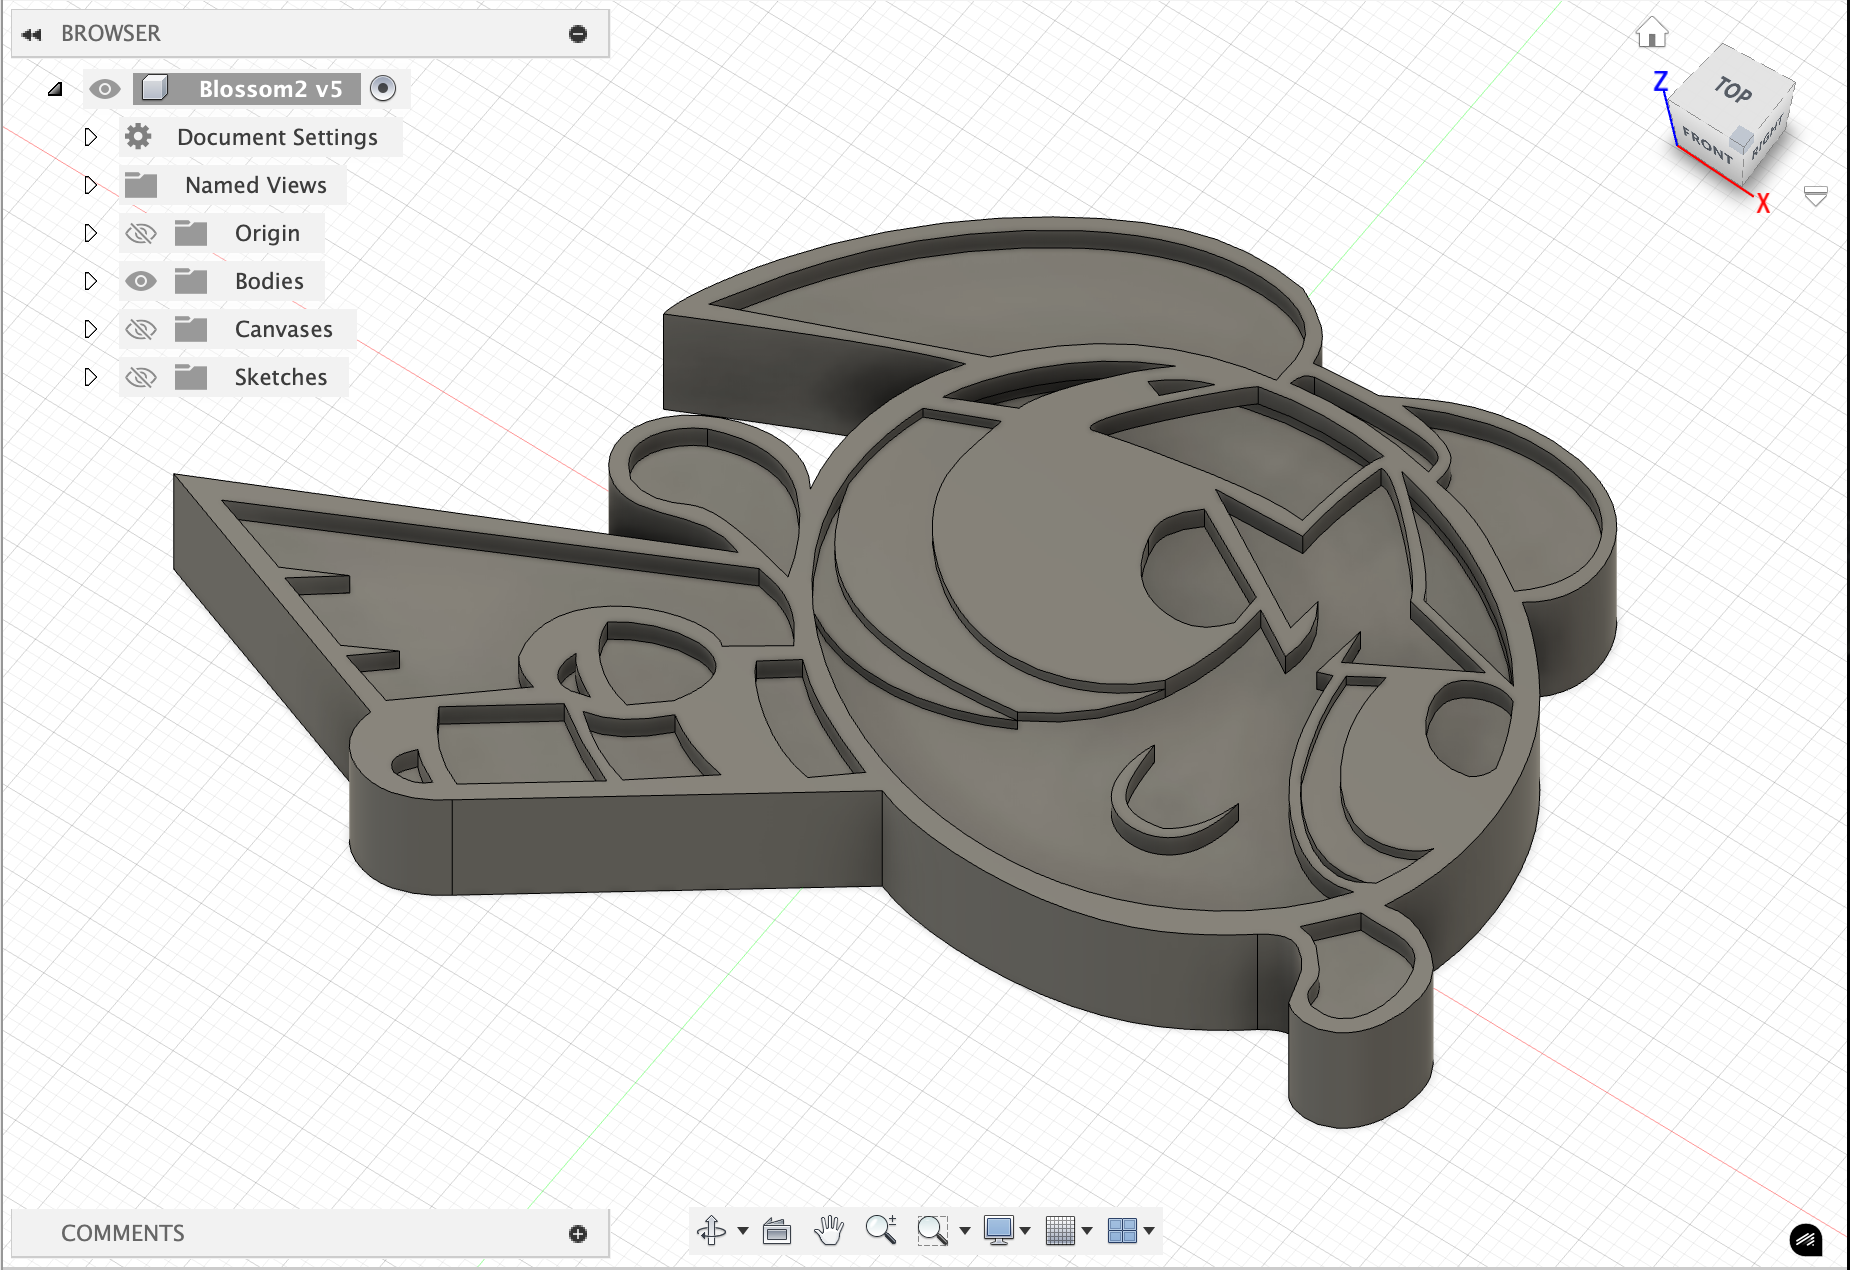 BROWSER
Blossom2 v5
Document Settings
Named Views
Origin
Bodies
Canvases
Sketches
Z
TOP
FRONT
RIGHT
X
COMMENTS